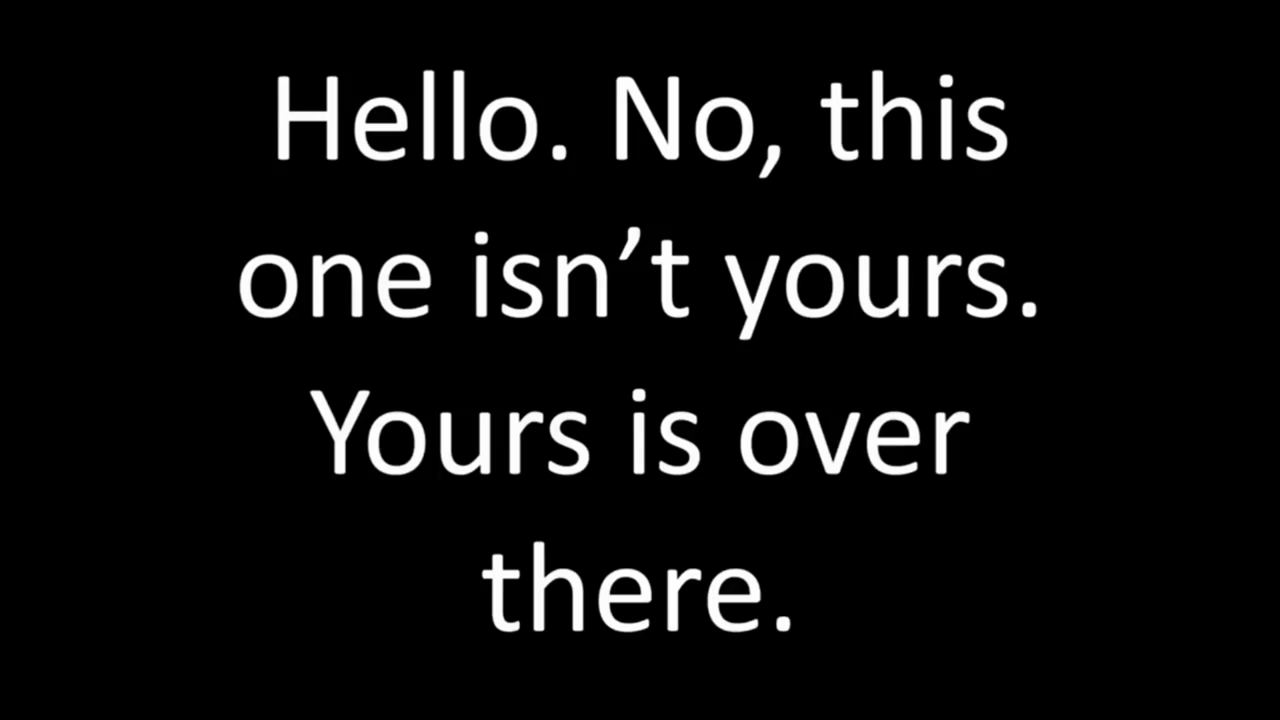 Hello. No, this
one isn’t yours.
Yours is over
there.